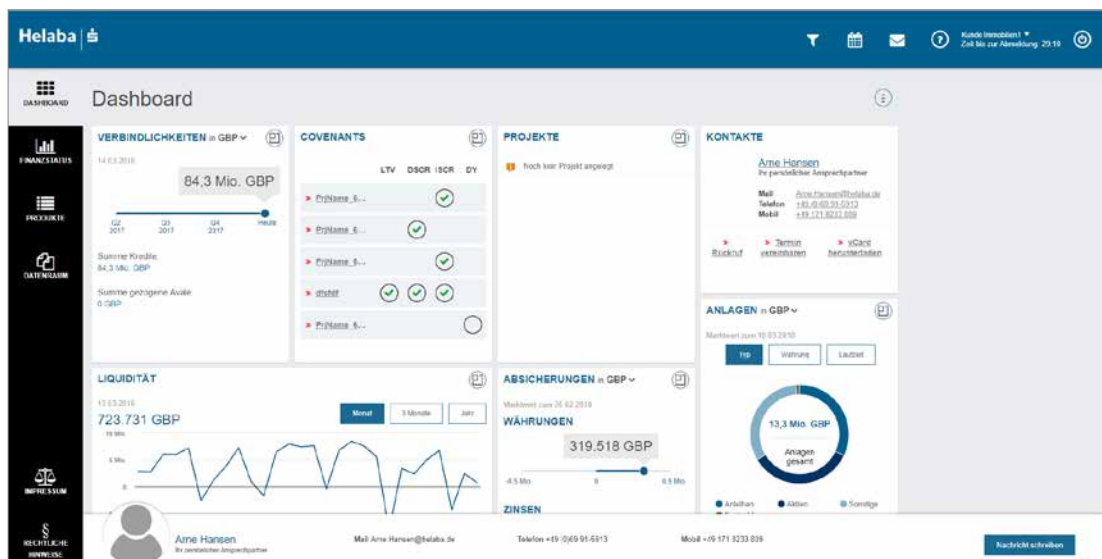 Helaba
Kunde Immobilien1
Zeit bis zur Abmeldung: 29:18
DASHBOARD
FINANZSTATUS
PRODUKTE
DATENRAUM
IMPRESSUM
§
RECHTLICHE
HINWEISE
Dashboard
VERBINDLICHKEITEN in GBP
14.03.2018
84,3 Mio. GBP
Q2
2017
Q3
2017
Q4
2017
Heute
Summe Kredite
84,3 Mio. GBP
Summe gezogene Avale
0 GBP
COVENANTS
LTV DSCR ISCR DY
PrjName_6...
PrjName_6...
PrjName_6...
PrjName_6...
PROJEKTE
Noch kein Projekt angelegt
KONTAKTE
Arne Hansen
Ihr persönlicher Ansprechpartner
Mail Arne.Hansen@helaba.de
Telefon +49 (0)69 91-5913
Mobil +49 171 8233 839
Rückruf
Termin
vereinbaren
vCard
herunterladen
LIQUIDITÄT
13.03.2018
723.731 GBP
Monat
3 Monate
Jahr
10 Mio.
5 Mio.
0
ABSICHERUNGEN in GBP
Marktwert zum 26.02.2018
WÄHRUNGEN
319.518 GBP
-0,5 Mio.
0
0,5 Mio.
ZINSEN
ANLAGEN in GBP
Marktwert zum 10.03.2018
Typ
Währung
Laufzeit
13,3 Mio. GBP
Anlagen
gesamt
Anleihen
Aktien
Sonstige
Arne Hansen
Ihr persönlicher Ansprechpartner
Mail Arne.Hansen@helaba.de
Telefon +49 (0)69 91-5913
Mobil +49 171 8233 839
Nachricht schreiben